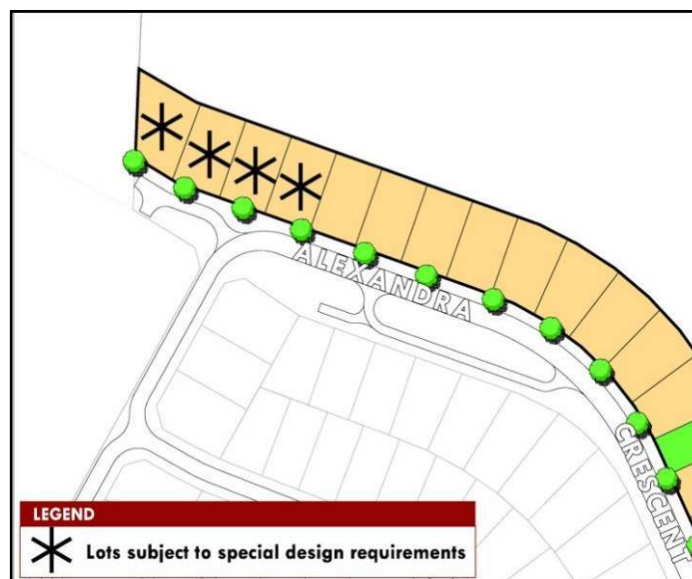 ALEXANDRA
CRESCENT
LEGEND
Lots subject to special design requirements